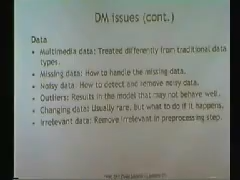 DM issues (cont.)
Data
• Multimedia data: Treated differently from traditional data
types.
• Missing data: How to handle the missing data.
• Noisy data: How to detect and remove noisy data.
• Outliers: Results in the model that may not behave well.
• Changing data: Usually rare, but what to do if it happens.
• Irrelevant data: Remove irrelevant in preprocessing step.